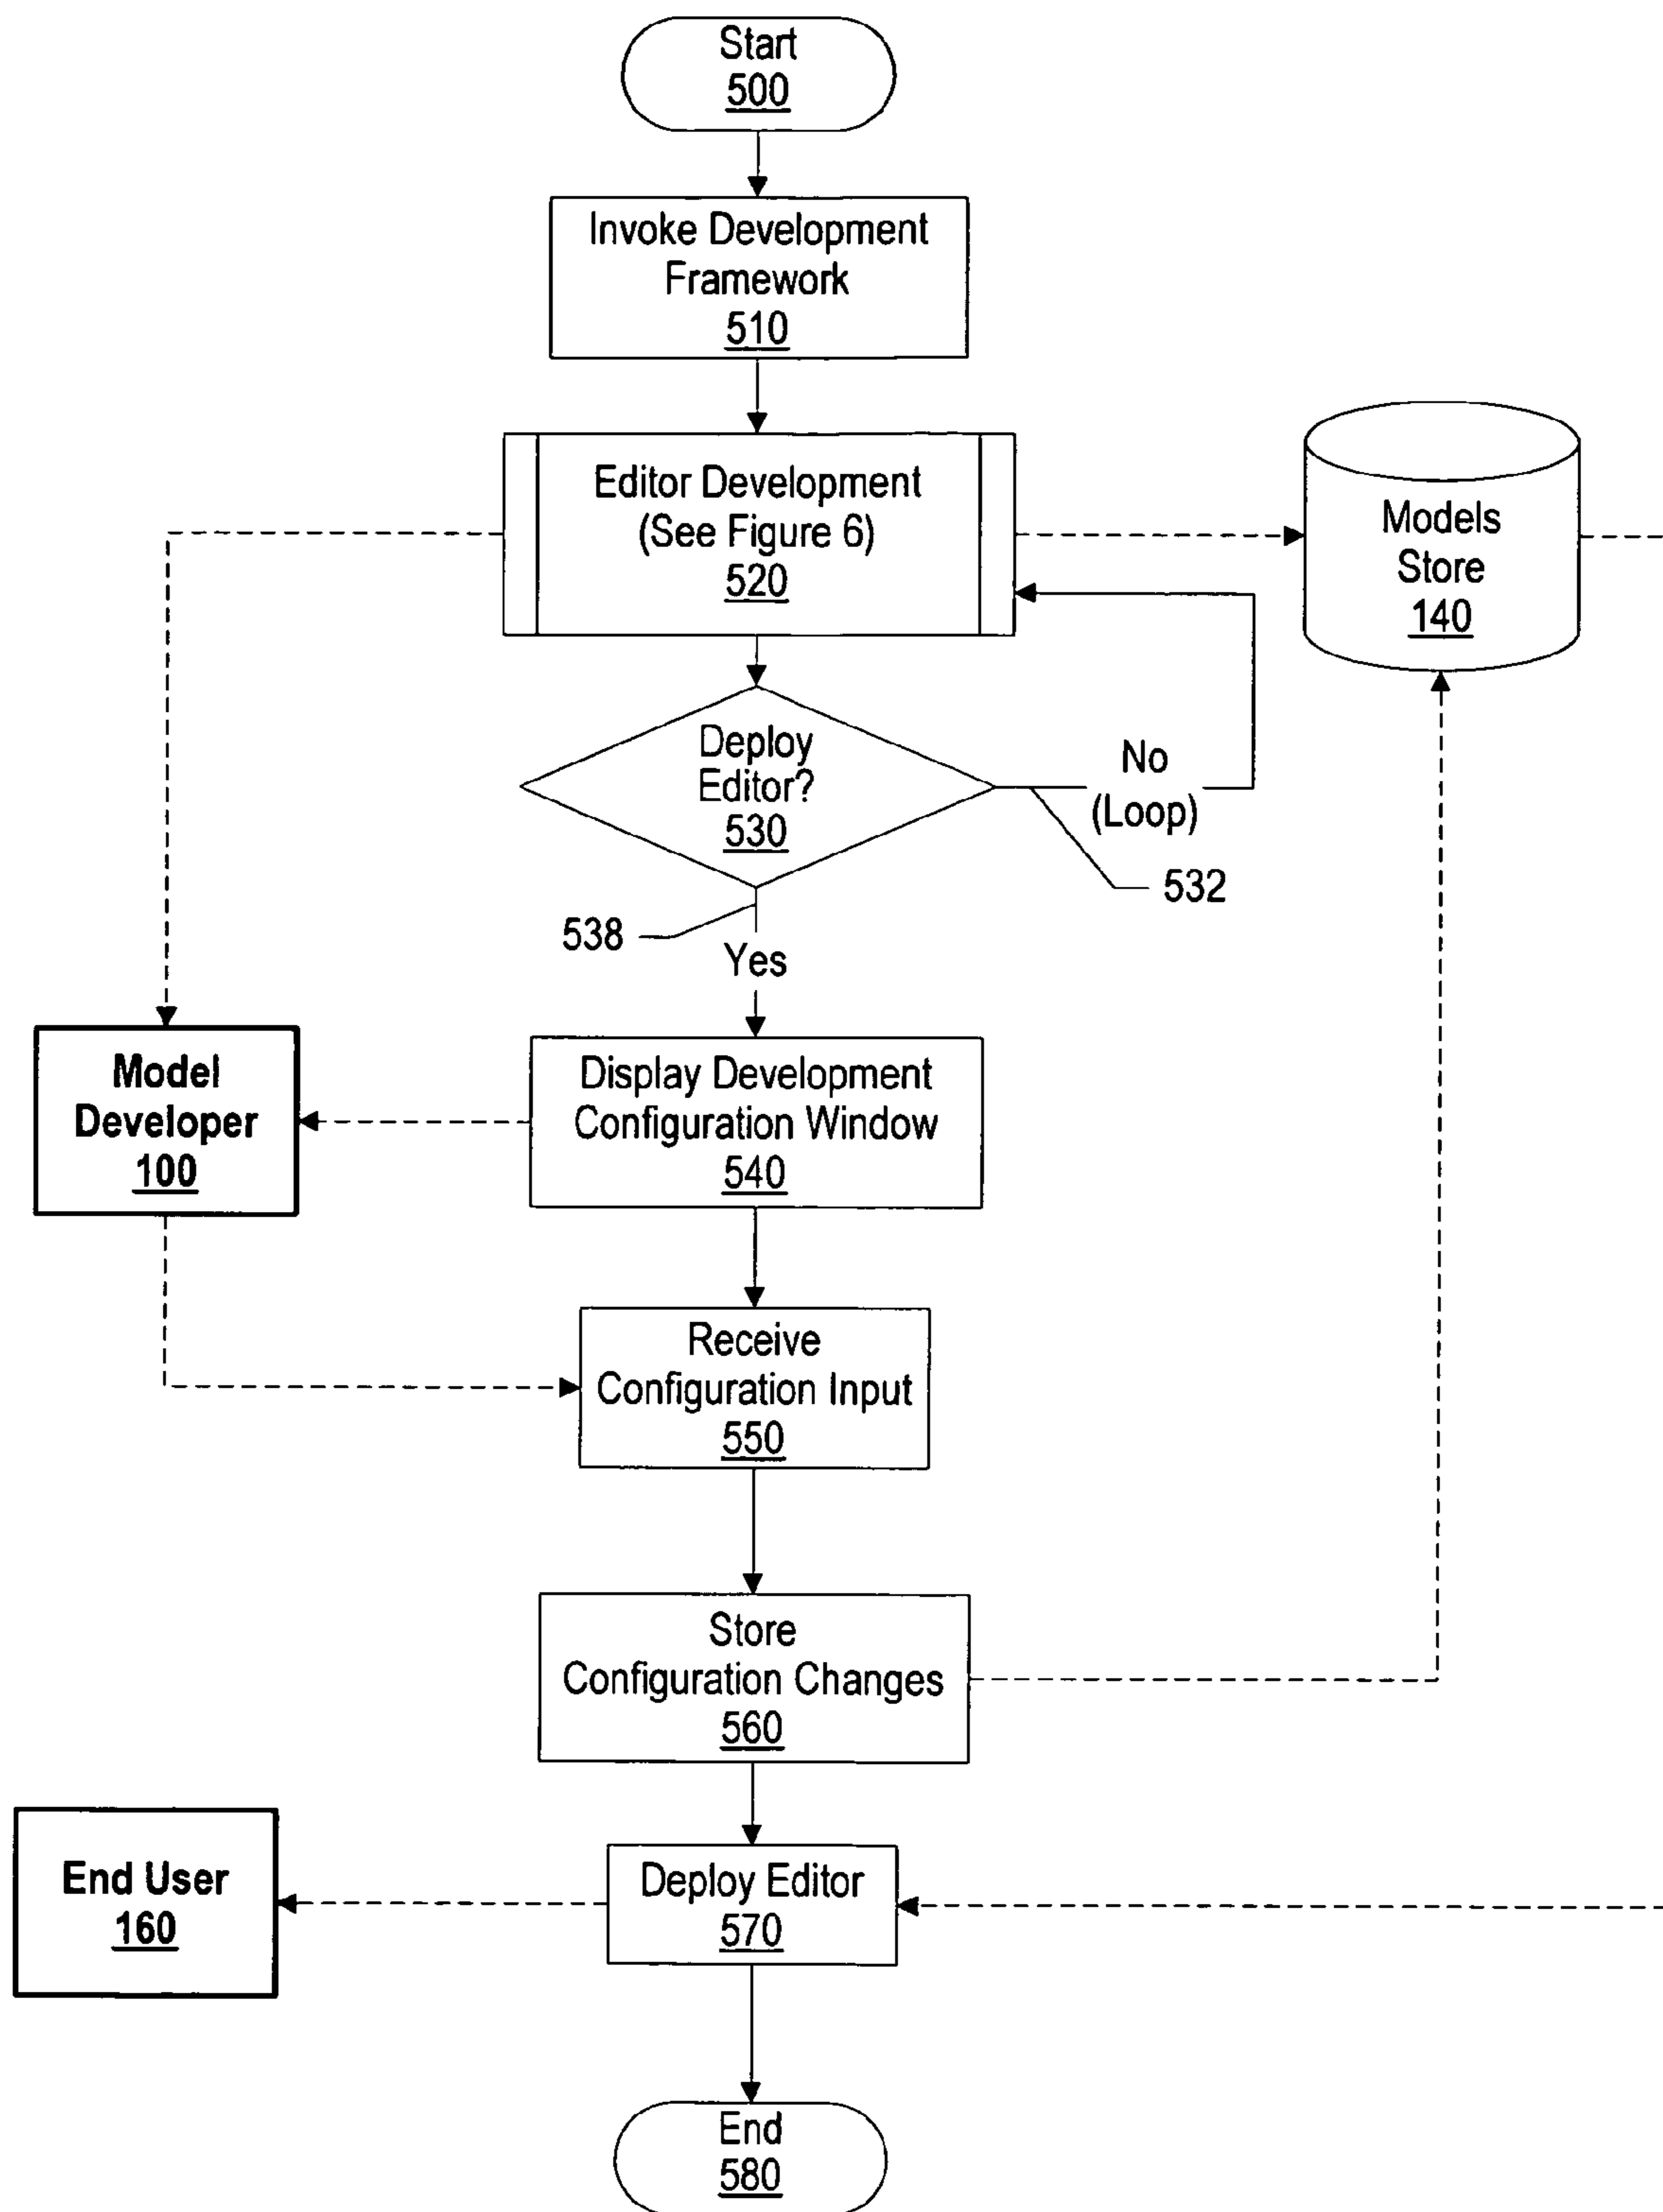 Start
500
Invoke Development
Framework
510
Editor Development
(See Figure 6)
520
Models
Store
140
Deploy
Editor?
530
No
(Loop)
532
538
Yes
Model
Developer
100
Display Development
Configuration Window
540
Receive
Configuration Input
550
Store
Configuration Changes
560
End User
160
Deploy Editor
570
End
580